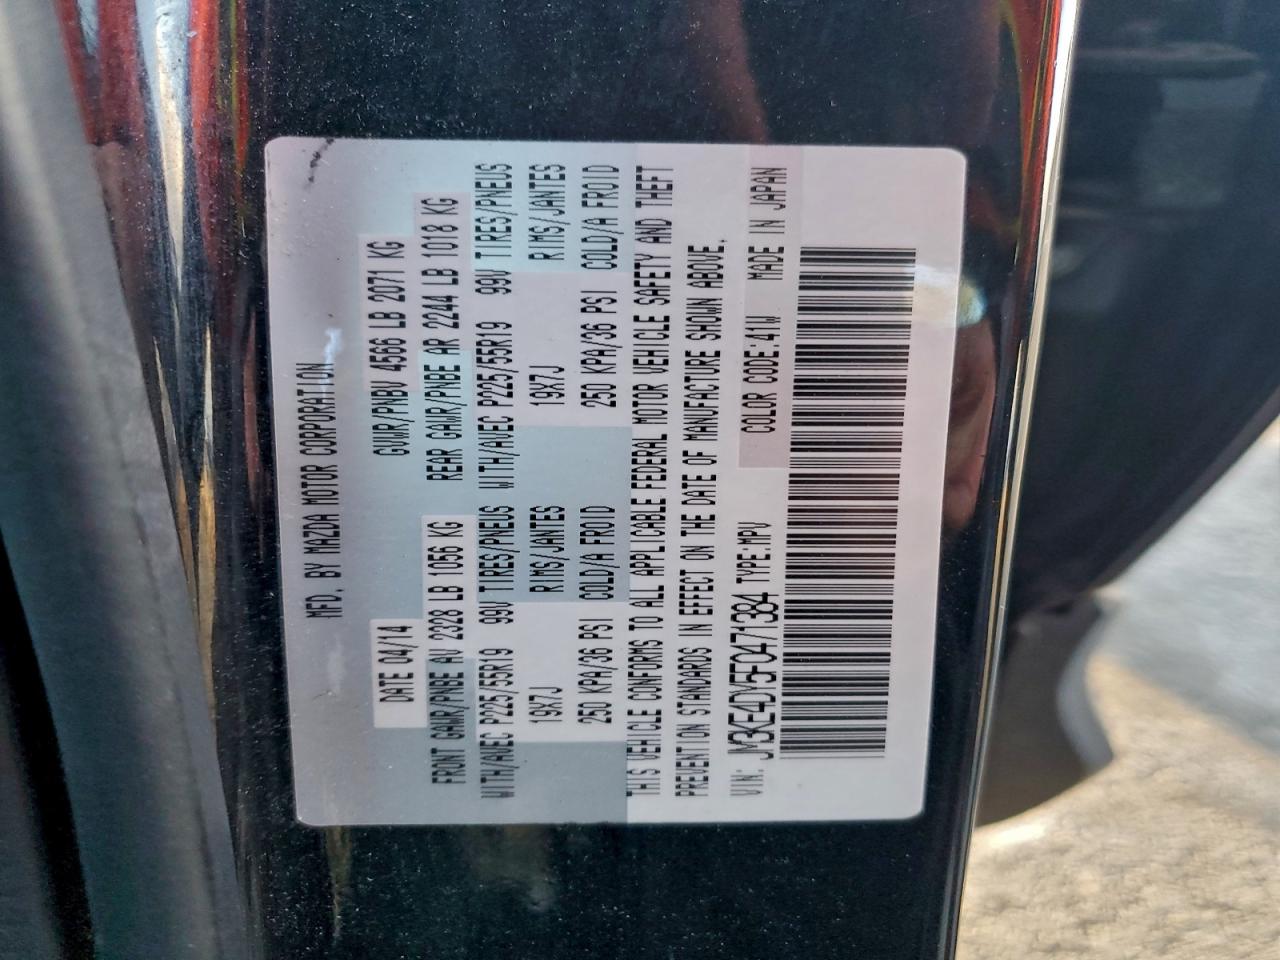 MFD. BY MAZDA MOTOR CORPORATION
DATE 04/14 GVWR/PNBV 4566 LB 2071 KG
FRONT GAWR/PNBE AV 2328 LB 1056 KG REAR GAWR/PNBE AR 2244 LB 1018 KG
WITH/AVEC P225/55R19 99V TIRES/PNEUS WITH/AVEC P225/55R19 99V TIRES/PNEUS
19X7J RIMS/JANTES 19X7J RIMS/JANTES
250 KPA/36 PSI COLD/A FROID 250 KPA/36 PSI COLD/A FROID
THIS VEHICLE CONFORMS TO ALL APPLICABLE FEDERAL MOTOR VEHICLE SAFETY AND THEFT
PREVENTION STANDARDS IN EFFECT ON THE DATE OF MANUFACTURE SHOWN ABOVE.
VIN: JM3KE4DY5F0471384 TYPE:MPV COLOR CODE:41W MADE IN JAPAN